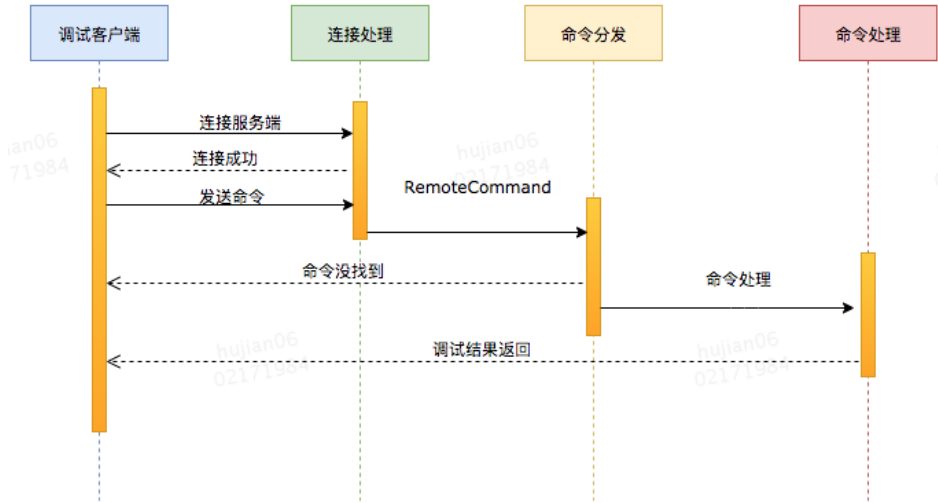 调试客户端
连接处理
命令分发
命令处理
连接服务端
连接成功
发送命令
RemoteCommand
命令没找到
命令处理
调试结果返回
hujian06
02171984
hujian06
02171984
hujian06
02171984
hujian06
02171984